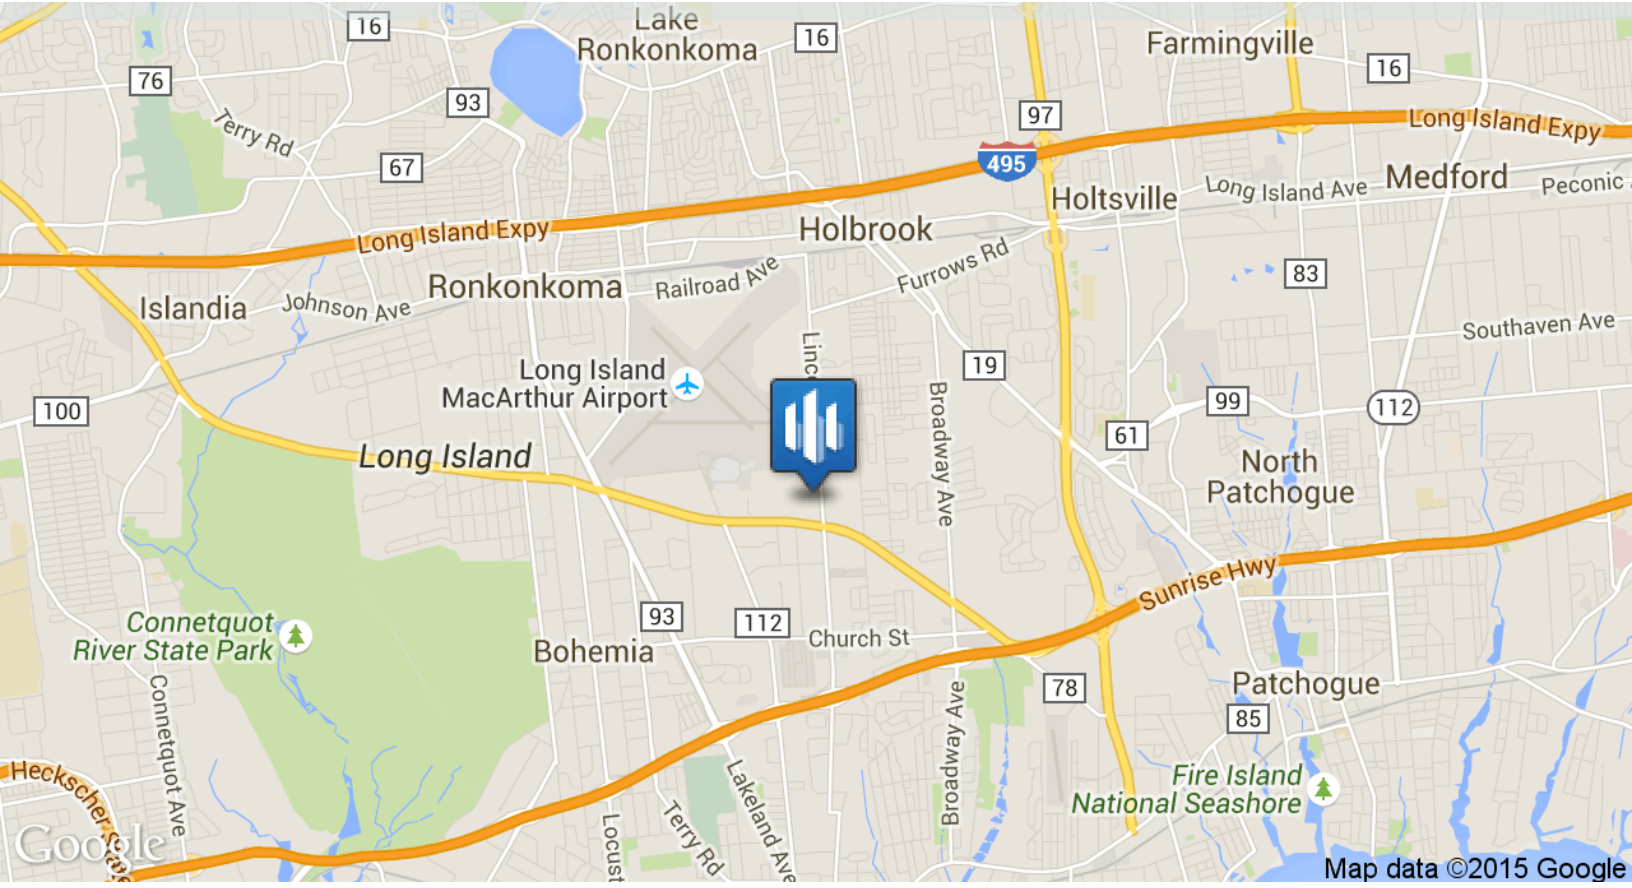 16
Lake
Ronkonkoma
16
Farmingville
16
76
93
97
Terry Rd
Long Island Expy
495
67
Long Island Ave
Medford
Peconic
Holtsville
Long Island Expy
Holbrook
Furrows Rd
83
Railroad Ave
Ronkonkoma
Islandia
Johnson Ave
Southaven Ave
Linco
19
Long Island
MacArthur Airport
100
99
112
Broadway Ave
61
Long Island
North
Patchogue
Sunrise Hwy
Connetquot
River State Park
93
112
Church St
Bohemia
78
Patchogue
85
Connetquot Ave
Broadway Ave
Heckscher State
Fire Island
National Seashore
Lakeland Ave
Terry Rd
Locust
Google
Map data ©2015 Google